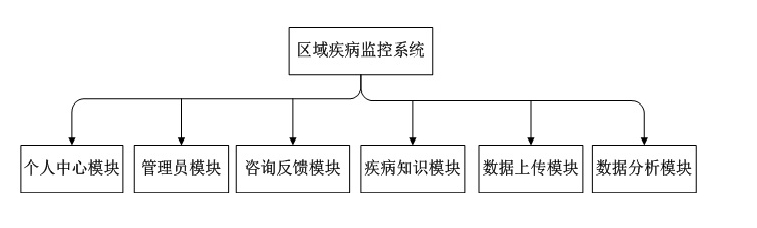 区域疾病监控系统
个人中心模块
管理员模块
咨询反馈模块
疾病知识模块
数据上传模块
数据分析模块